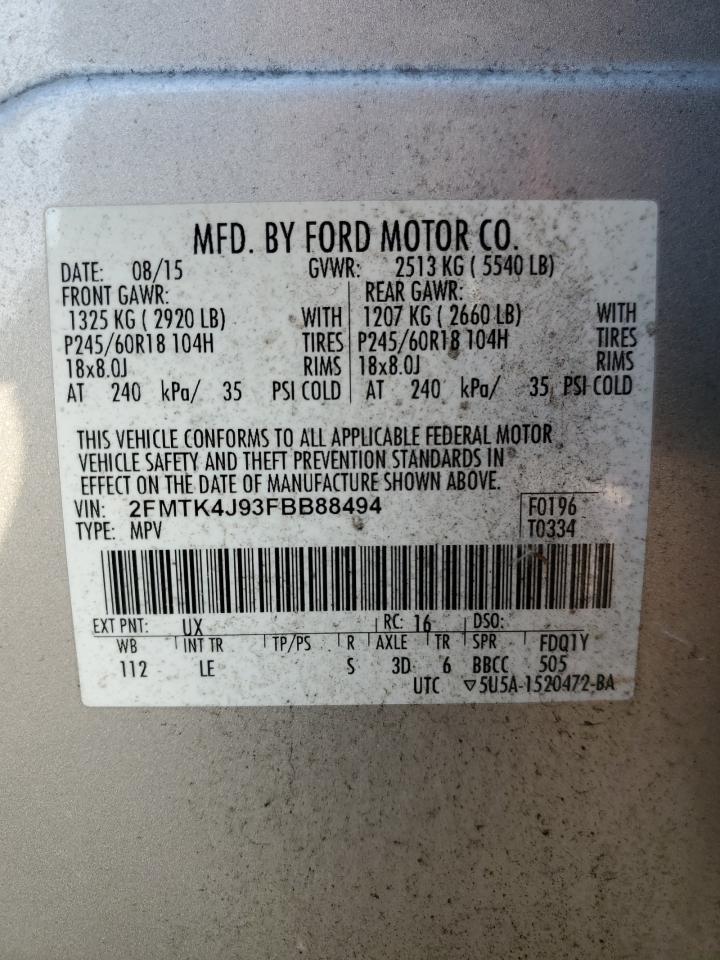 MFD. BY FORD MOTOR CO.
DATE: 08/15 GVWR: 2513 KG ( 5540 LB)
FRONT GAWR: REAR GAWR:
1325 KG ( 2920 LB) WITH 1207 KG ( 2660 LB) WITH
P245/60R18 104H TIRES P245/60R18 104H TIRES
18x8.0J RIMS 18x8.0J RIMS
AT 240 kPa/ 35 PSI COLD AT 240 kPa/ 35 PSI COLD
THIS VEHICLE CONFORMS TO ALL APPLICABLE FEDERAL MOTOR
VEHICLE SAFETY AND THEFT PREVENTION STANDARDS IN
EFFECT ON THE DATE OF MANUFACTURE SHOWN ABOVE.
VIN: 2FMTK4J93FBB88494 F0196
TYPE: MPV T0334
EXT PNT: UX RC: 16 DSO:
WB INT TR TP/PS R AXLE TR SPR FDQ1Y
112 LE S 3D 6 BBCC 505
UTC ▽5U5A-1520472-BA